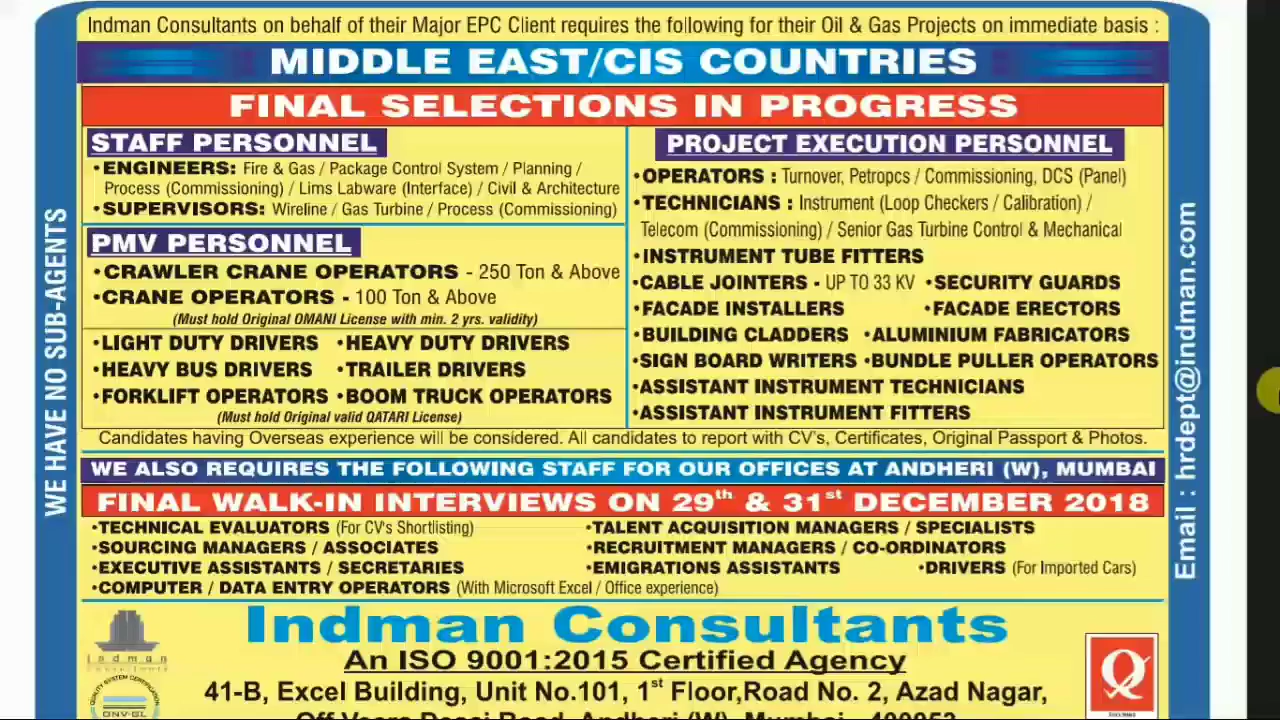 Indman Consultants on behalf of their Major EPC Client requires the following for their Oil & Gas Projects on immediate basis :
MIDDLE EAST/CIS COUNTRIES
FINAL SELECTIONS IN PROGRESS
STAFF PERSONNEL
•ENGINEERS: Fire & Gas / Package Control System / Planning /
Process (Commissioning) / Lims Labware (Interface) / Civil & Architecture
•SUPERVISORS: Wireline / Gas Turbine / Process (Commissioning)
PMV PERSONNEL
•CRAWLER CRANE OPERATORS - 250 Ton & Above
•CRANE OPERATORS - 100 Ton & Above
(Must hold Original OMANI License with min. 2 yrs. validity)
•LIGHT DUTY DRIVERS •HEAVY DUTY DRIVERS
•HEAVY BUS DRIVERS •TRAILER DRIVERS
•FORKLIFT OPERATORS •BOOM TRUCK OPERATORS
(Must hold Original valid QATARI License)
PROJECT EXECUTION PERSONNEL
•OPERATORS : Turnover, Petropcs / Commissioning, DCS (Panel)
•TECHNICIANS : Instrument (Loop Checkers / Calibration) /
Telecom (Commissioning) / Senior Gas Turbine Control & Mechanical
•INSTRUMENT TUBE FITTERS
•CABLE JOINTERS - UP TO 33 KV •SECURITY GUARDS
•FACADE INSTALLERS •FACADE ERECTORS
•BUILDING CLADDERS •ALUMINIUM FABRICATORS
•SIGN BOARD WRITERS •BUNDLE PULLER OPERATORS
•ASSISTANT INSTRUMENT TECHNICIANS
•ASSISTANT INSTRUMENT FITTERS
Candidates having Overseas experience will be considered. All candidates to report with CV's, Certificates, Original Passport & Photos.
WE ALSO REQUIRES THE FOLLOWING STAFF FOR OUR OFFICES AT ANDHERI (W), MUMBAI
FINAL WALK-IN INTERVIEWS ON 29th & 31st DECEMBER 2018
•TECHNICAL EVALUATORS (For CV's Shortlisting) •TALENT ACQUISITION MANAGERS / SPECIALISTS
•SOURCING MANAGERS / ASSOCIATES •RECRUITMENT MANAGERS / CO-ORDINATORS
•EXECUTIVE ASSISTANTS / SECRETARIES •EMIGRATIONS ASSISTANTS •DRIVERS (For Imported Cars)
•COMPUTER / DATA ENTRY OPERATORS (With Microsoft Excel / Office experience)
Indman Consultants
An ISO 9001:2015 Certified Agency
41-B, Excel Building, Unit No.101, 1st Floor,Road No. 2, Azad Nagar,
Off Veera Desai Road, Andheri (W), Mumbai - 400053
WE HAVE NO SUB-AGENTS
Email : hrdept@indman.com
indman
QUALITY SYSTEM CERTIFICATION
DNV-GL
Q